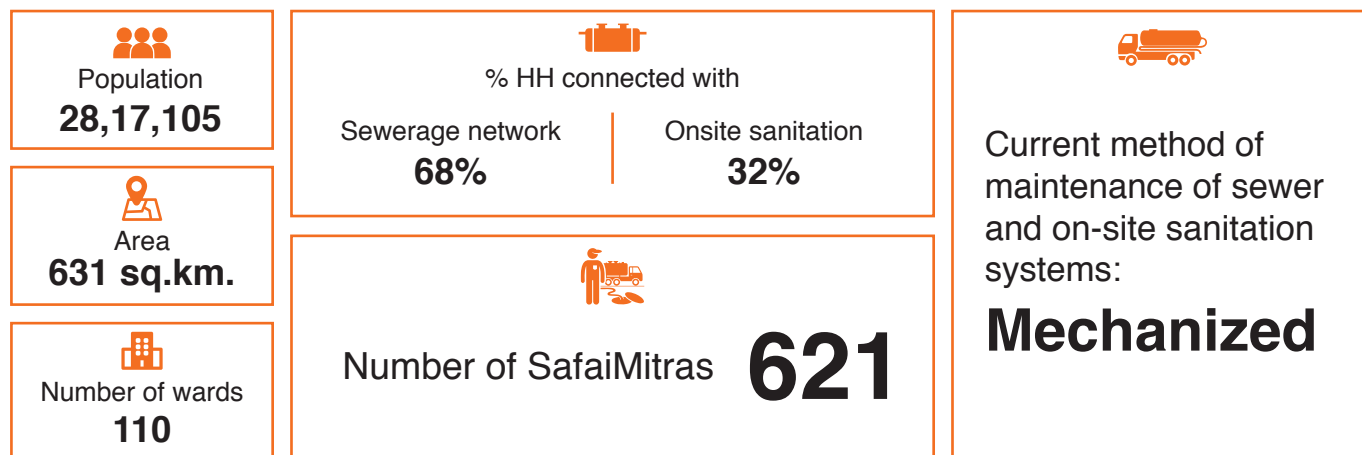 Population
28,17,105
Area
631 sq.km.
Number of wards
110
% HH connected with
Sewerage network
68%
Onsite sanitation
32%
Number of SafaiMitras 621
Current method of
maintenance of sewer
and on-site sanitation
systems:
Mechanized